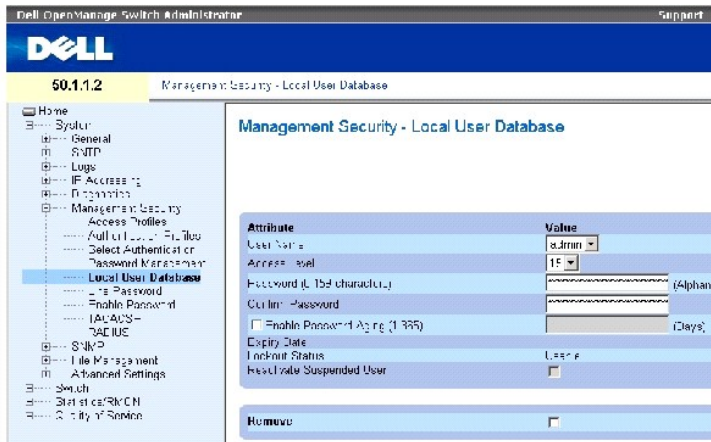 Dell OpenManage Switch Administrator
Support
DELL
50.1.1.2
Management Security - Local User Database
Home
System
General
SNTP
Logs
IP Addressing
Diagnostics
Management Security
Access Profiles
Authentication Profiles
Select Authentication
Password Management
Local User Database
Line Password
Enable Password
TACACS+
RADIUS
SNMP
File Management
Advanced Settings
Switch
Statistics/RMON
Quality of Service
Management Security - Local User Database
Attribute Value
User Name admin
Access Level 15
Password (0-159 characters) (Alphan
Confirm Password
Enable Password Aging (1-365) (Days)
Expiry Date
Lockout Status Usable
Reactivate Suspended User
Remove